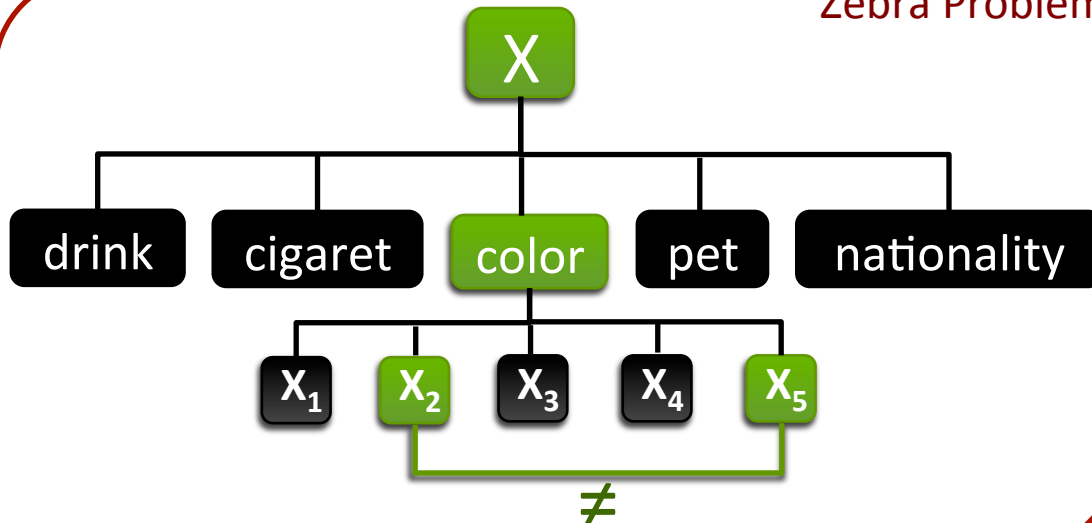 Zebra Problem
X
drink cigaret color pet nationality
X₁ X₂ X₃ X₄ X₅
≠